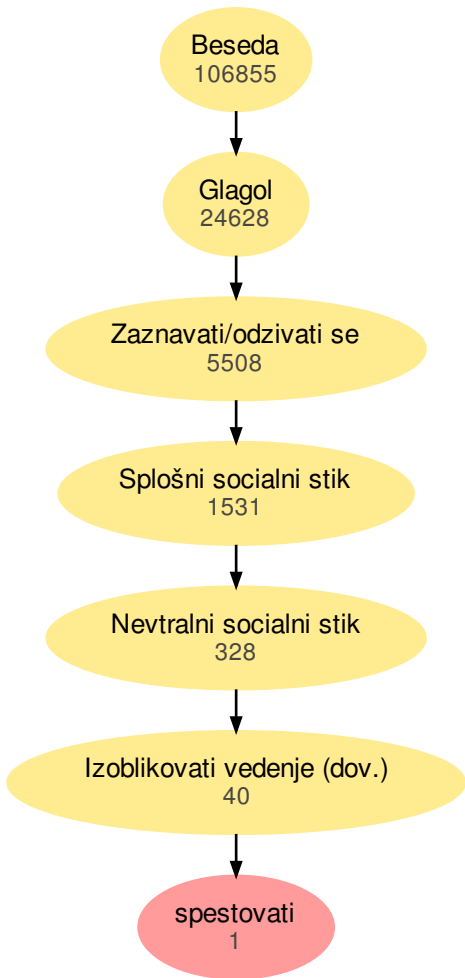 Beseda
106855
Glagol
24628
Zaznavati/odzivati se
5508
Splošni socialni stik
1531
Nevtralni socialni stik
328
Izoblikovati vedenje (dov.)
40
spestovati
1